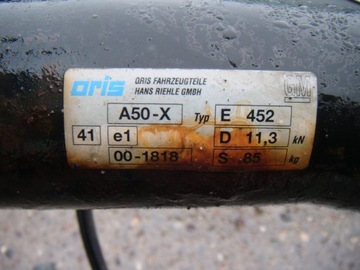 oris
ORIS FAHRZEUGTEILE
HANS RIEHLE GMBH
A50-X Typ E 452
41 e1 D 11,3 kN
00-1818 S 85 kg